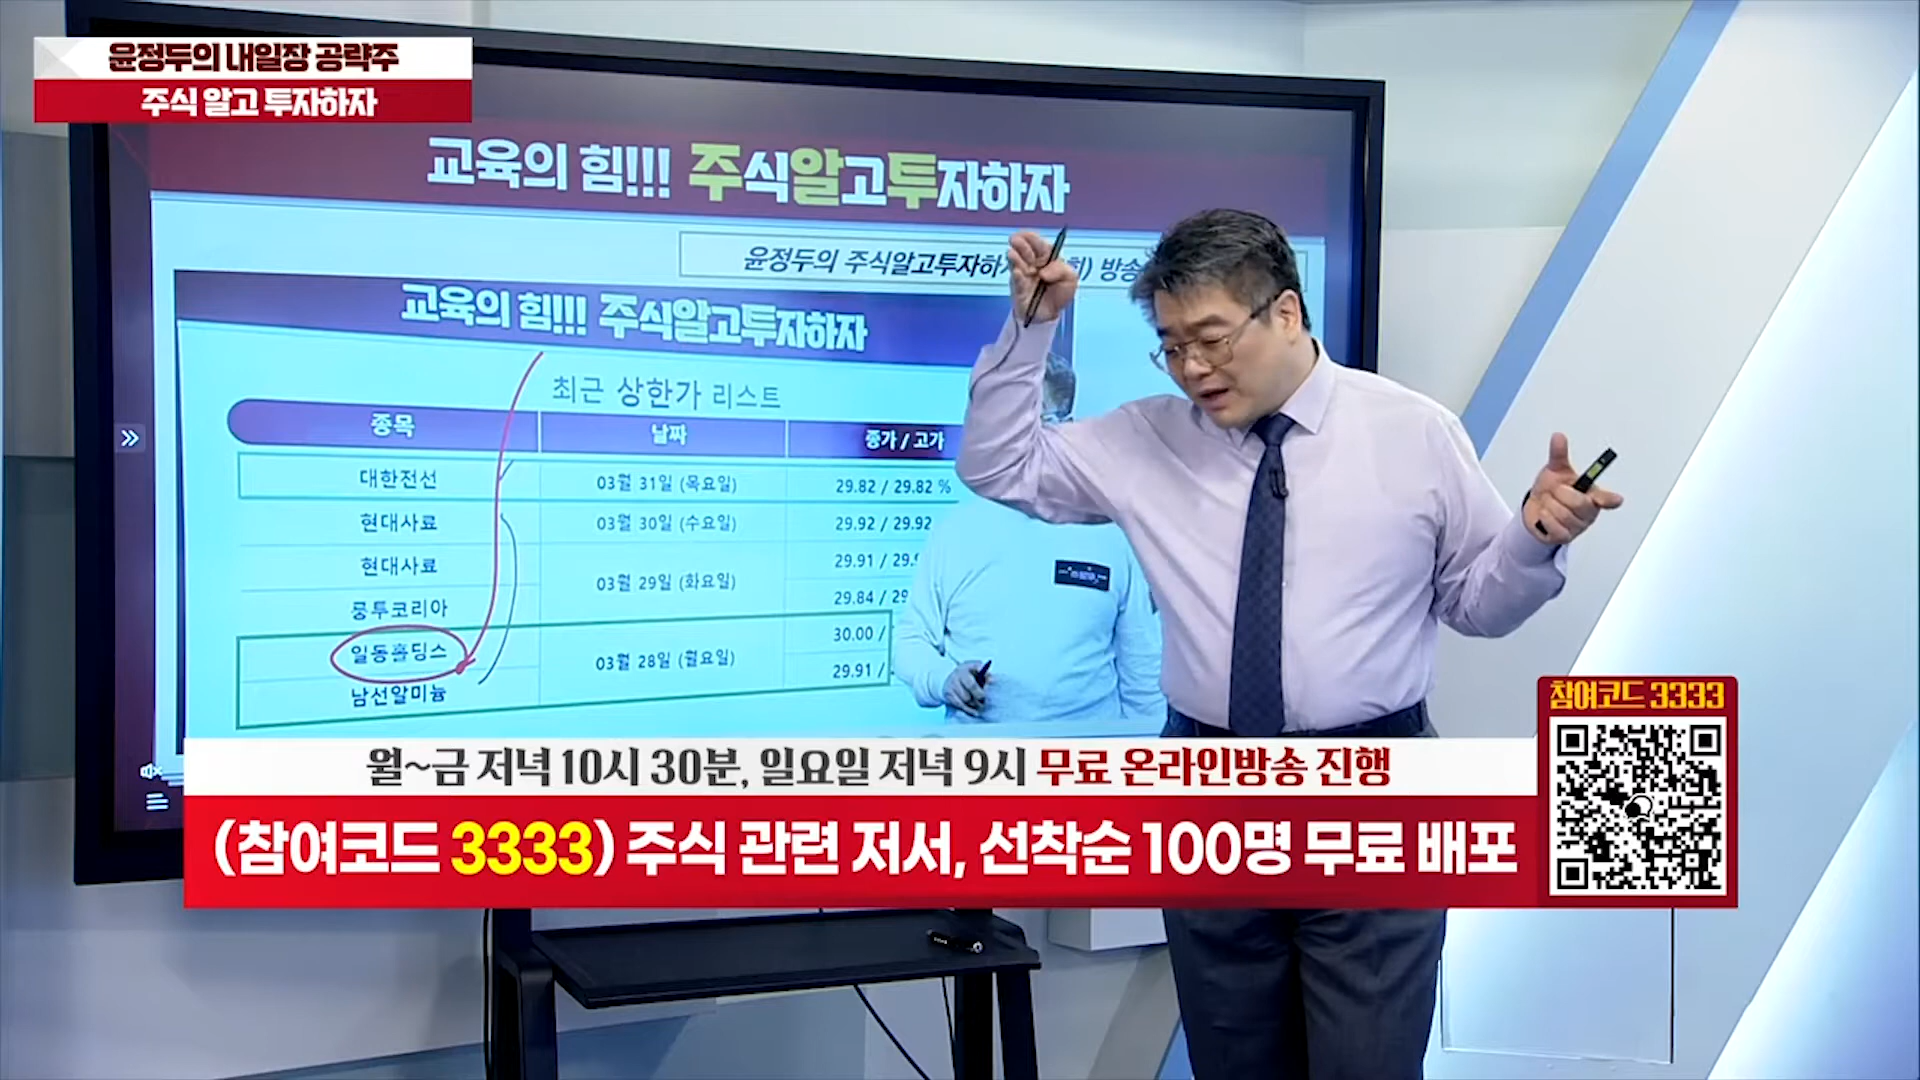 윤정두의 내일장 공략주
주식 알고 투자하자
교육의 힘!!! 주식알고투자하자
윤정두의 주식알고투자하 방송
교육의 힘!!! 주식알고투자하자
최근 상한가 리스트
종목 날짜 종가 / 고가
대한전선 03월 31일 (목요일) 29.82 / 29.82 %
현대사료 03월 30일 (수요일) 29.92 / 29.92
현대사료 29.91 / 29.
03월 29일 (화요일)
룽투코리아 29.84 / 29
일동홀딩스 30.00 /
03월 28일 (월요일)
남선알미늄 29.91 /
월~금 저녁 10시 30분, 일요일 저녁 9시 무료 온라인방송 진행
(참여코드 3333) 주식 관련 저서, 선착순 100명 무료 배포
참여코드 3333